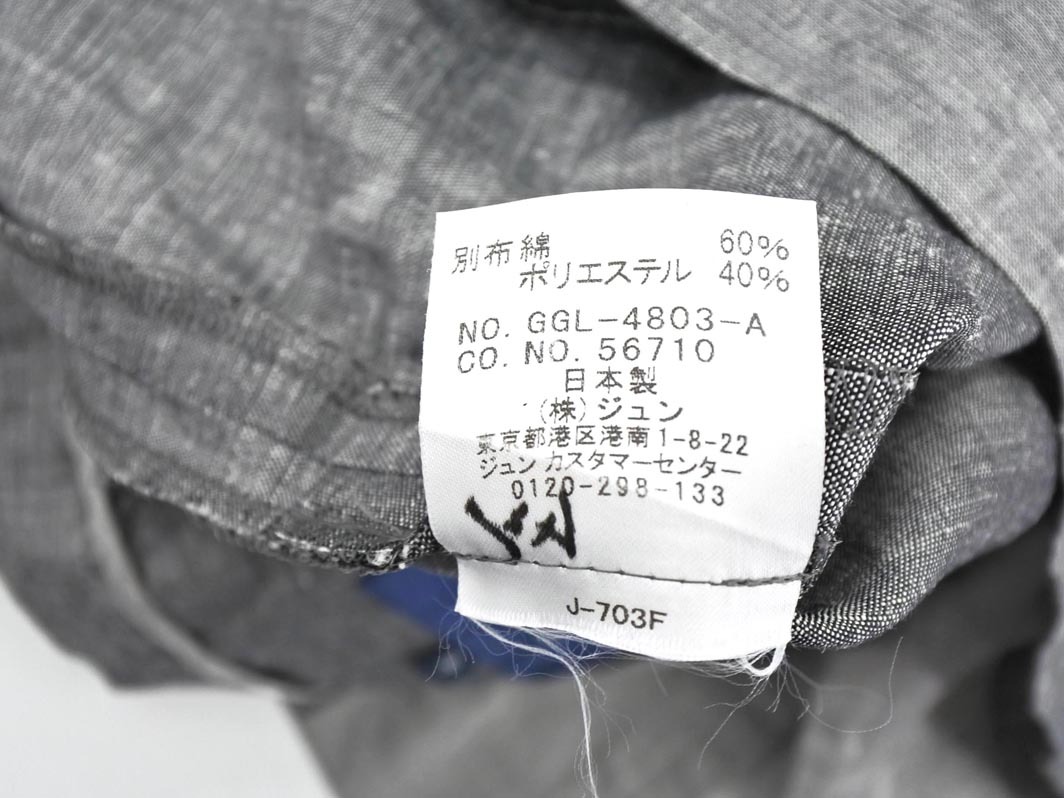 別布 綿 60%
ポリエステル 40%
NO. GGL-4803-A
CO. NO. 56710
日本製
(株)ジュン
東京都港区港南1-8-22
ジュン カスタマーセンター
0120-298-133
J-703F